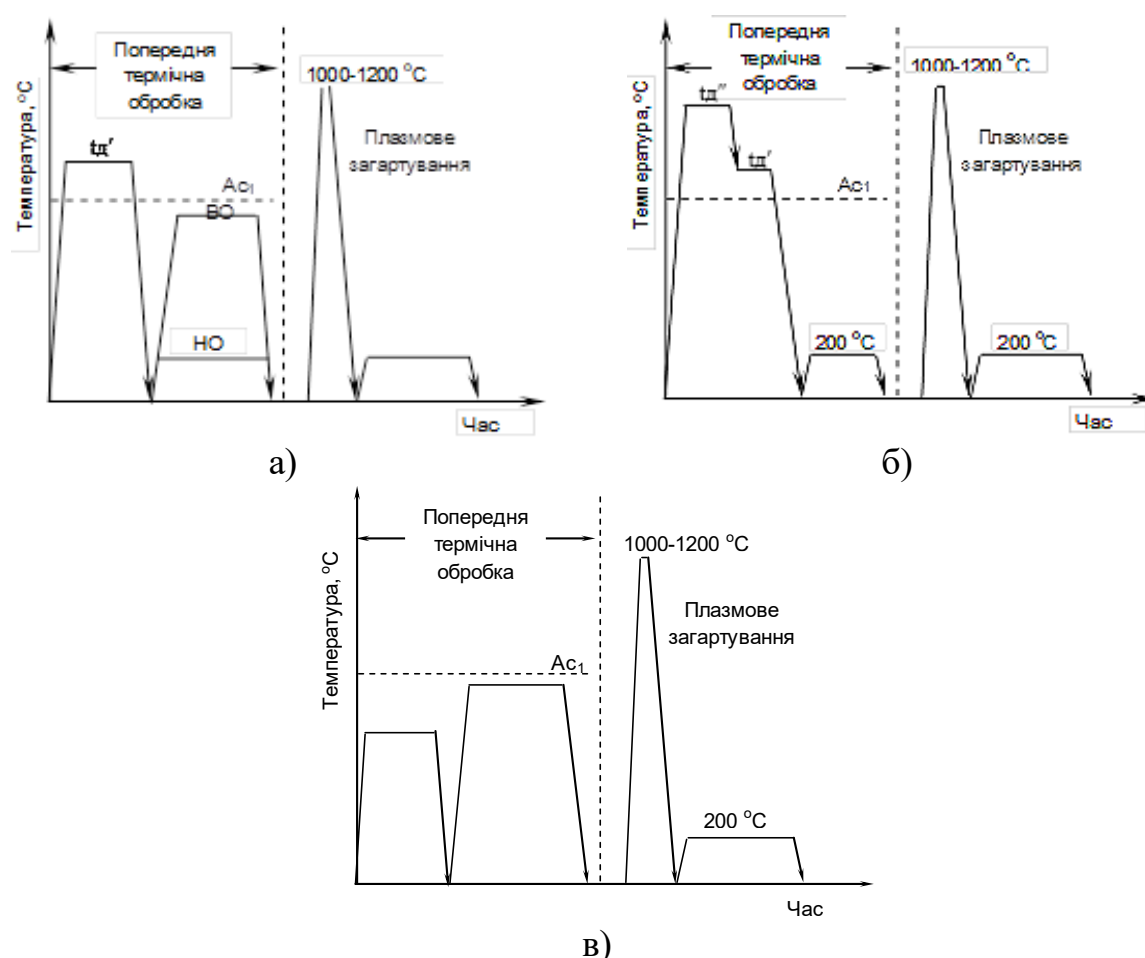 Попередня
термічна
обробка
1000-1200 °C
Плазмове
загартування
tд′
Ac₁
ВО
НО
Температура, °C
Час
а)
Попередня
термічна
обробка
1000-1200 °C
Плазмове
загартування
tд″
tд′
Ac₁
200 °C
200 °C
Температура, °C
Час
б)
Попередня
термічна
обробка
1000-1200 °C
Плазмове
загартування
Ac₁
200 °C
Температура, °C
Час
в)